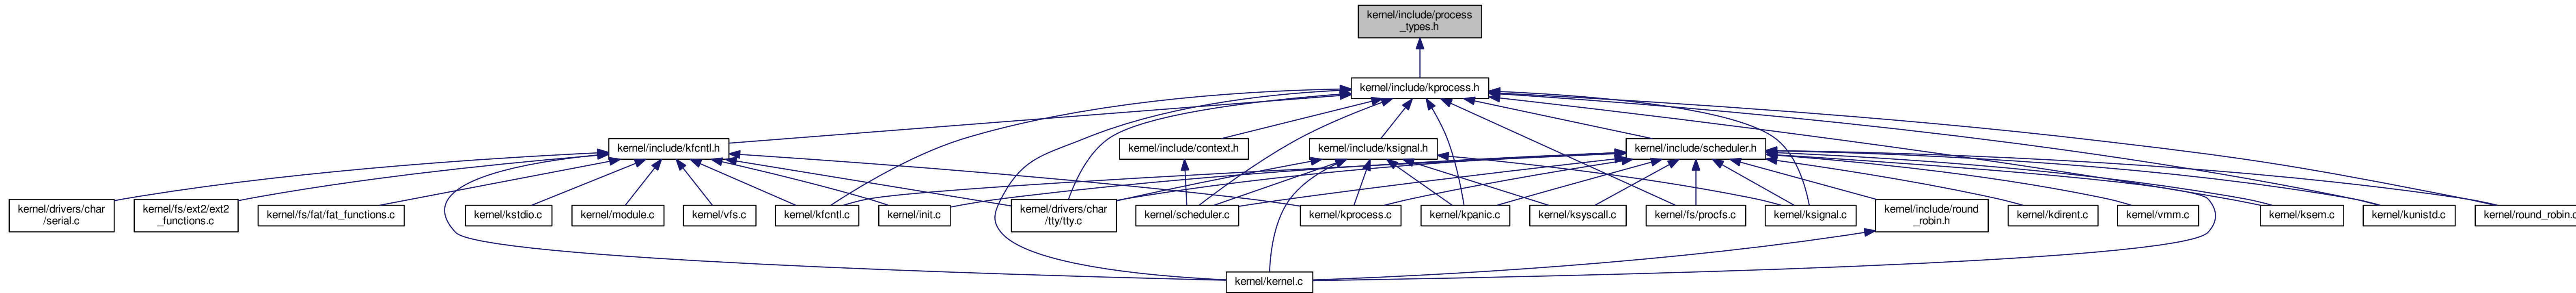 kernel/include/process
_types.h
kernel/include/kprocess.h
kernel/include/kfcntl.h
kernel/include/context.h
kernel/include/ksignal.h
kernel/include/scheduler.h
kernel/drivers/char
/serial.c
kernel/fs/ext2/ext2
_functions.c
kernel/fs/fat/fat_functions.c
kernel/kstdio.c
kernel/module.c
kernel/vfs.c
kernel/kfcntl.c
kernel/init.c
kernel/drivers/char
/tty/tty.c
kernel/scheduler.c
kernel/kprocess.c
kernel/kpanic.c
kernel/ksyscall.c
kernel/fs/procfs.c
kernel/ksignal.c
kernel/include/round
_robin.h
kernel/kdirent.c
kernel/vmm.c
kernel/ksem.c
kernel/kunistd.c
kernel/round_robin.c
kernel/kernel.c